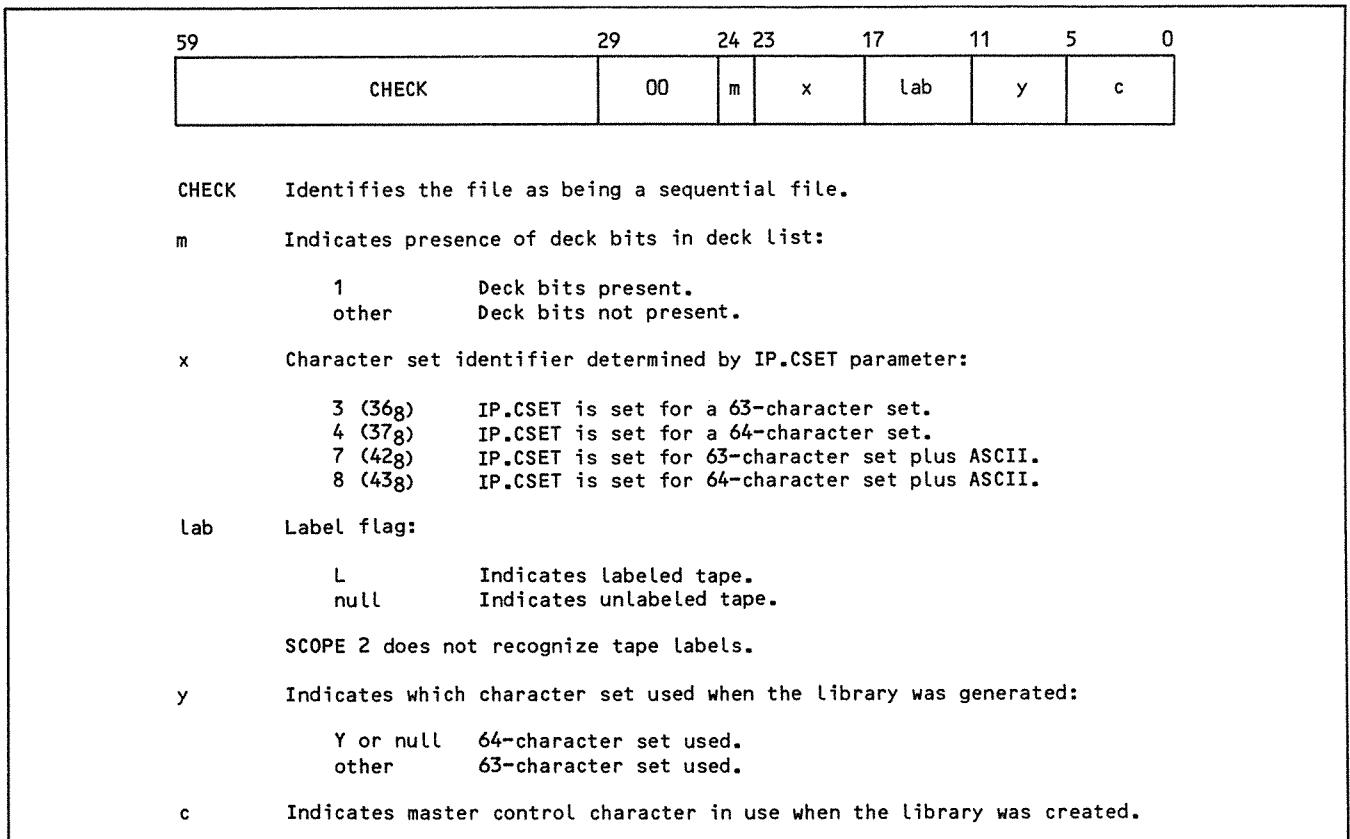 59 29 24 23 17 11 5 0
CHECK 00 m x lab y c
CHECK Identifies the file as being a sequential file.
m Indicates presence of deck bits in deck list:
1 Deck bits present.
other Deck bits not present.
x Character set identifier determined by IP.CSET parameter:
3 (36₈) IP.CSET is set for a 63-character set.
4 (37₈) IP.CSET is set for a 64-character set.
7 (42₈) IP.CSET is set for 63-character set plus ASCII.
8 (43₈) IP.CSET is set for 64-character set plus ASCII.
lab Label flag:
L Indicates labeled tape.
null Indicates unlabeled tape.
SCOPE 2 does not recognize tape labels.
y Indicates which character set used when the library was generated:
Y or null 64-character set used.
other 63-character set used.
c Indicates master control character in use when the library was created.